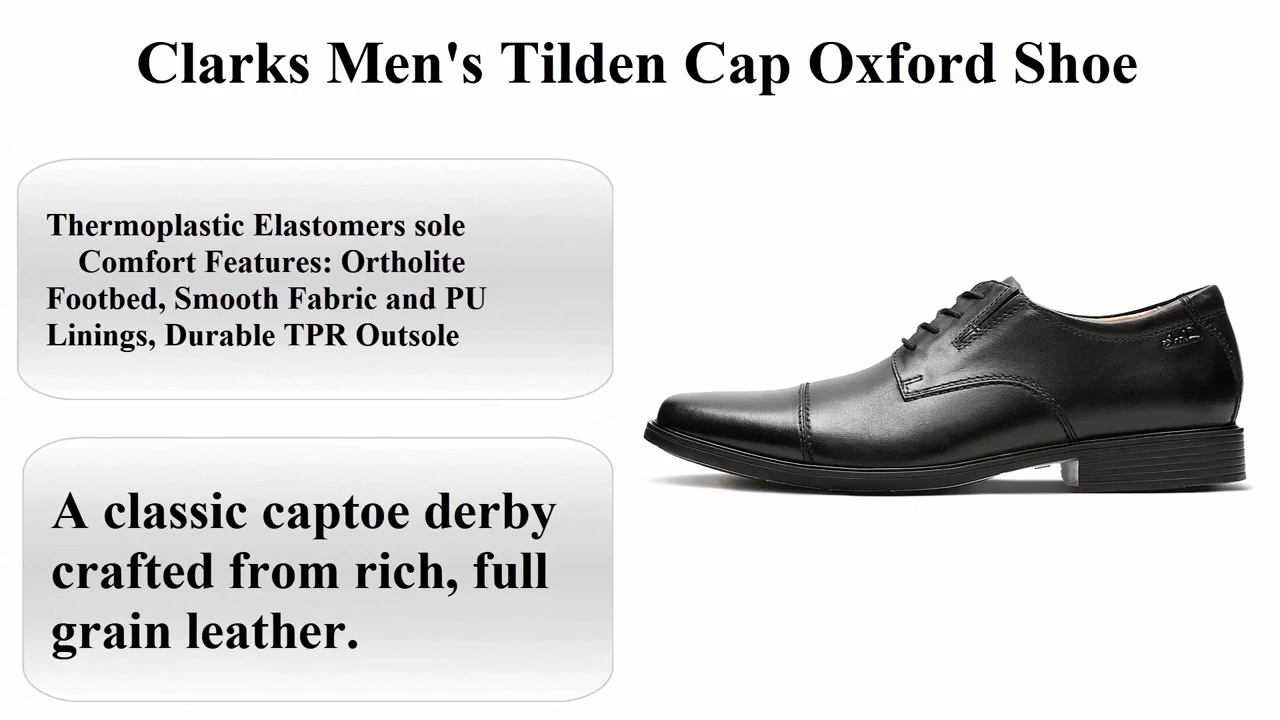 Clarks Men's Tilden Cap Oxford Shoe
Thermoplastic Elastomers sole
Comfort Features: Ortholite
Footbed, Smooth Fabric and PU
Linings, Durable TPR Outsole
A classic captoe derby
crafted from rich, full
grain leather.